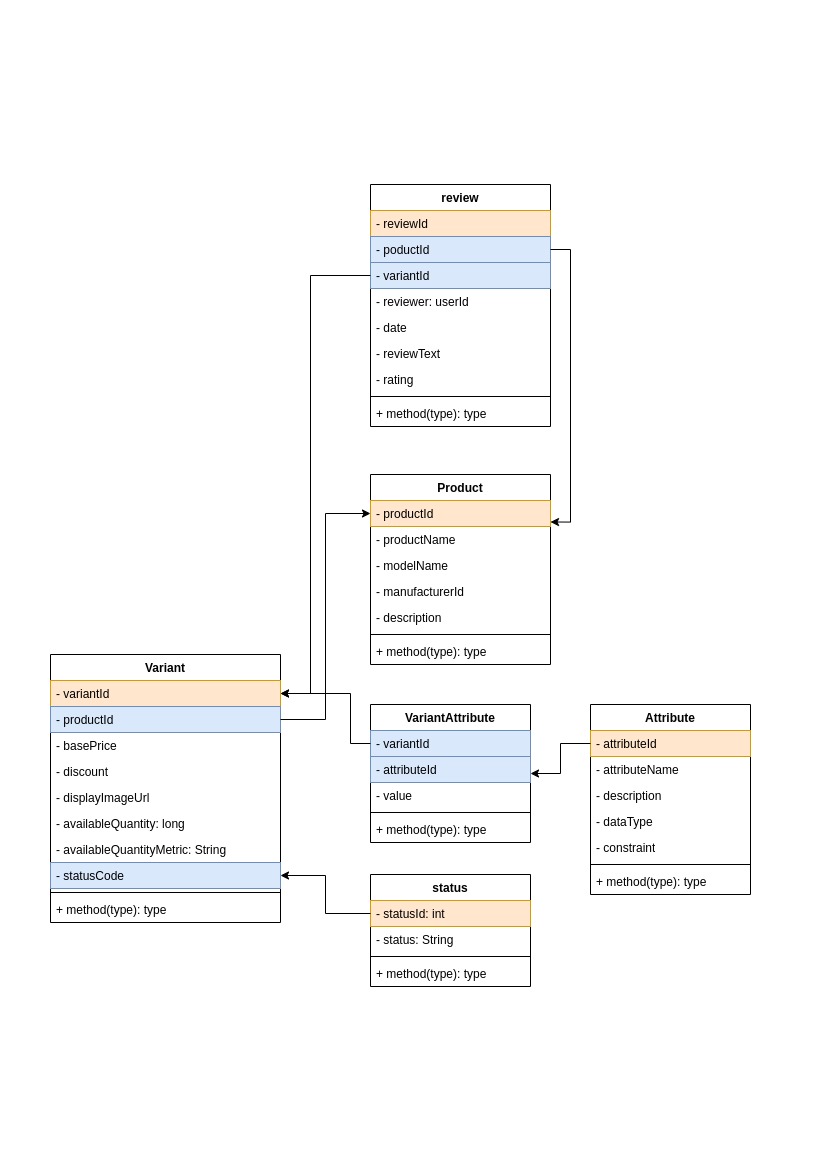 review
- reviewId
- poductId
- variantId
- reviewer: userId
- date
- reviewText
- rating
+ method(type): type
Product
- productId
- productName
- modelName
- manufacturerId
- description
+ method(type): type
Variant
- variantId
- productId
- basePrice
- discount
- displayImageUrl
- availableQuantity: long
- availableQuantityMetric: String
- statusCode
+ method(type): type
VariantAttribute
- variantId
- attributeId
- value
+ method(type): type
Attribute
- attributeId
- attributeName
- description
- dataType
- constraint
+ method(type): type
status
- statusId: int
- status: String
+ method(type): type